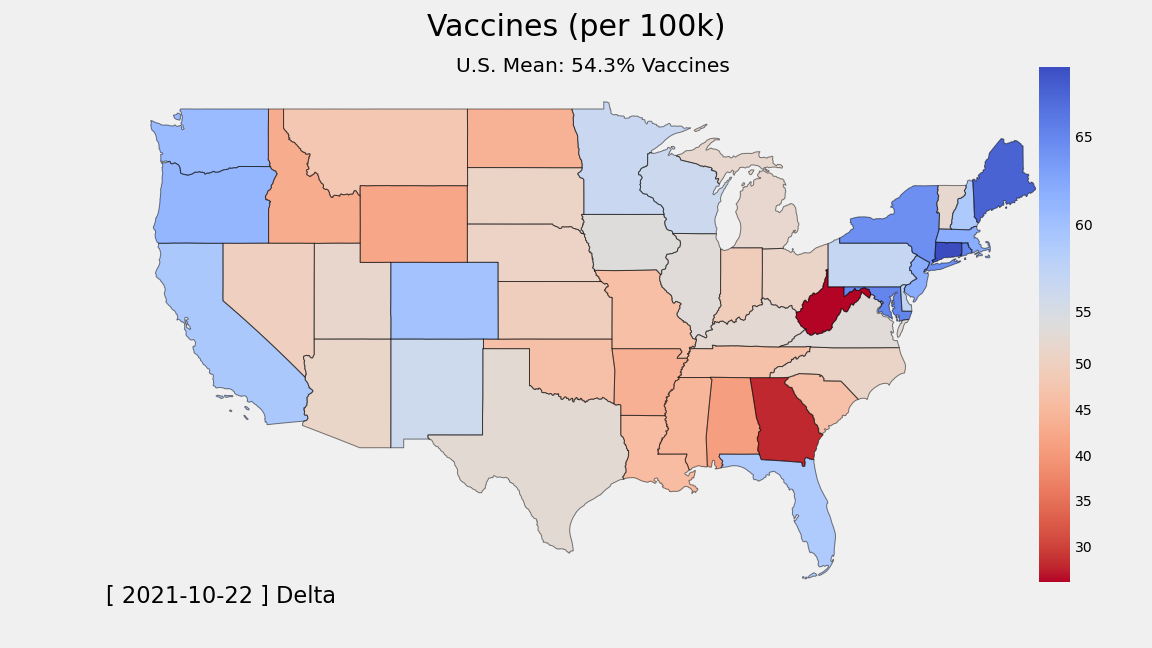 Vaccines (per 100k)
U.S. Mean: 54.3% Vaccines
65
60
55
50
45
40
35
30
[ 2021-10-22 ] Delta